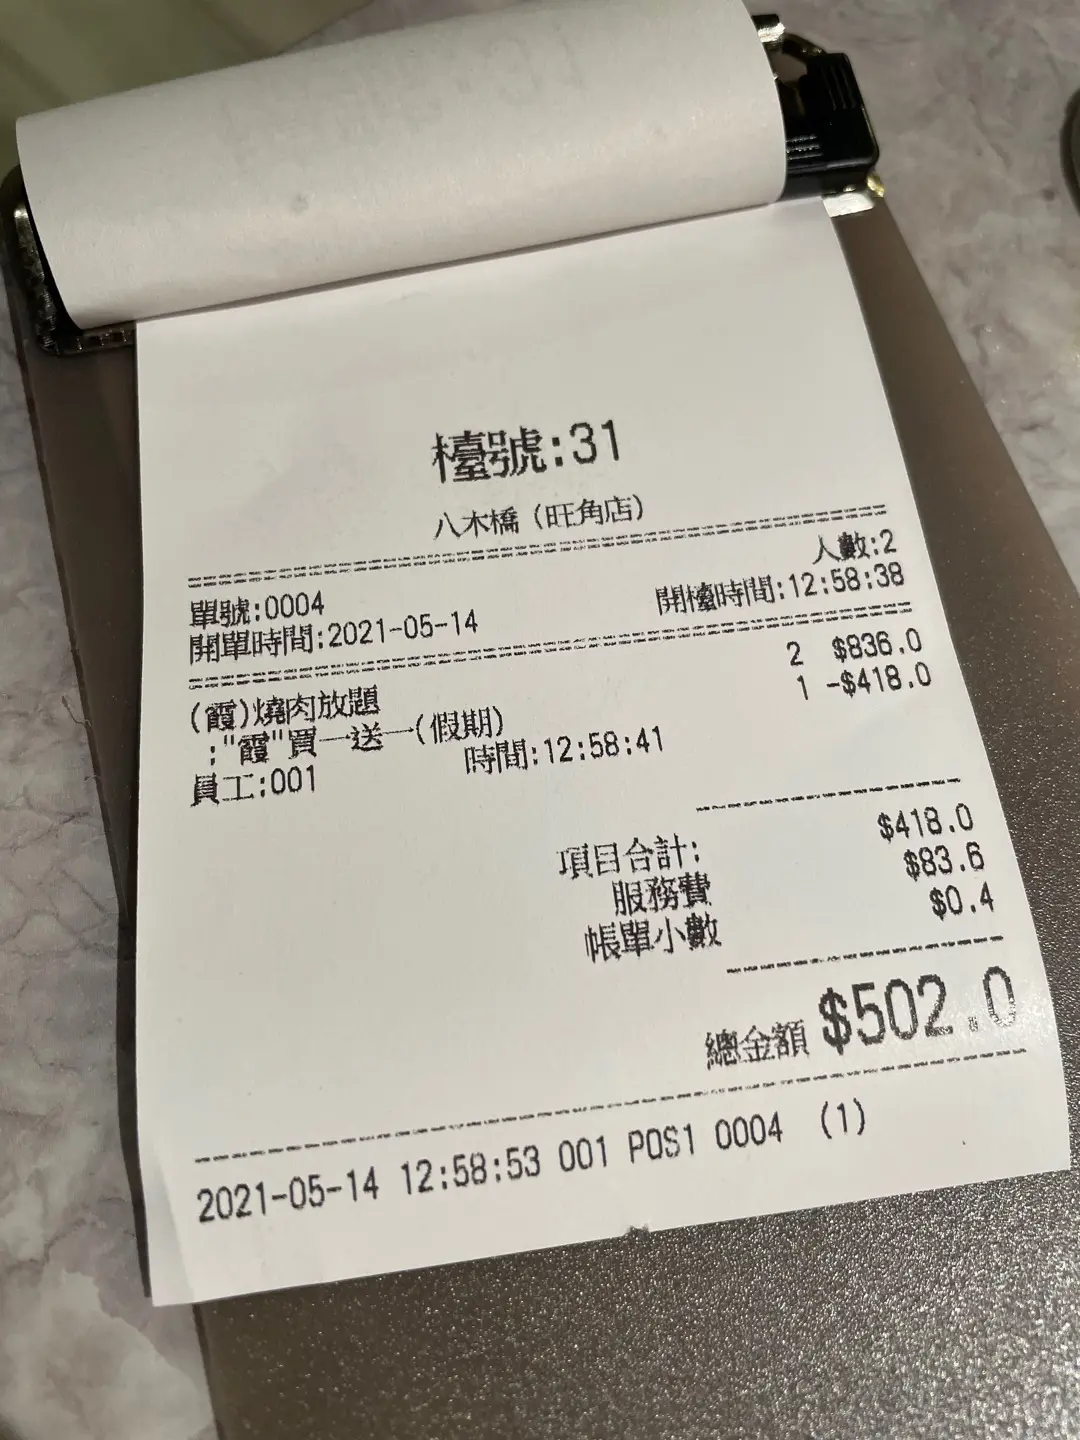 檯號:31
八木橋（旺角店）
人數:2
單號:0004
開單時間:2021-05-14 開檯時間:12:58:38
(霞)燒肉放題 2 $836.0
:"霞"買一送一(假期) 1 -$418.0
員工:001 時間:12:58:41
項目合計: $418.0
服務費 $83.6
帳單小數 $0.4
總金額 $502.0
2021-05-14 12:58:53 001 POS1 0004 (1)